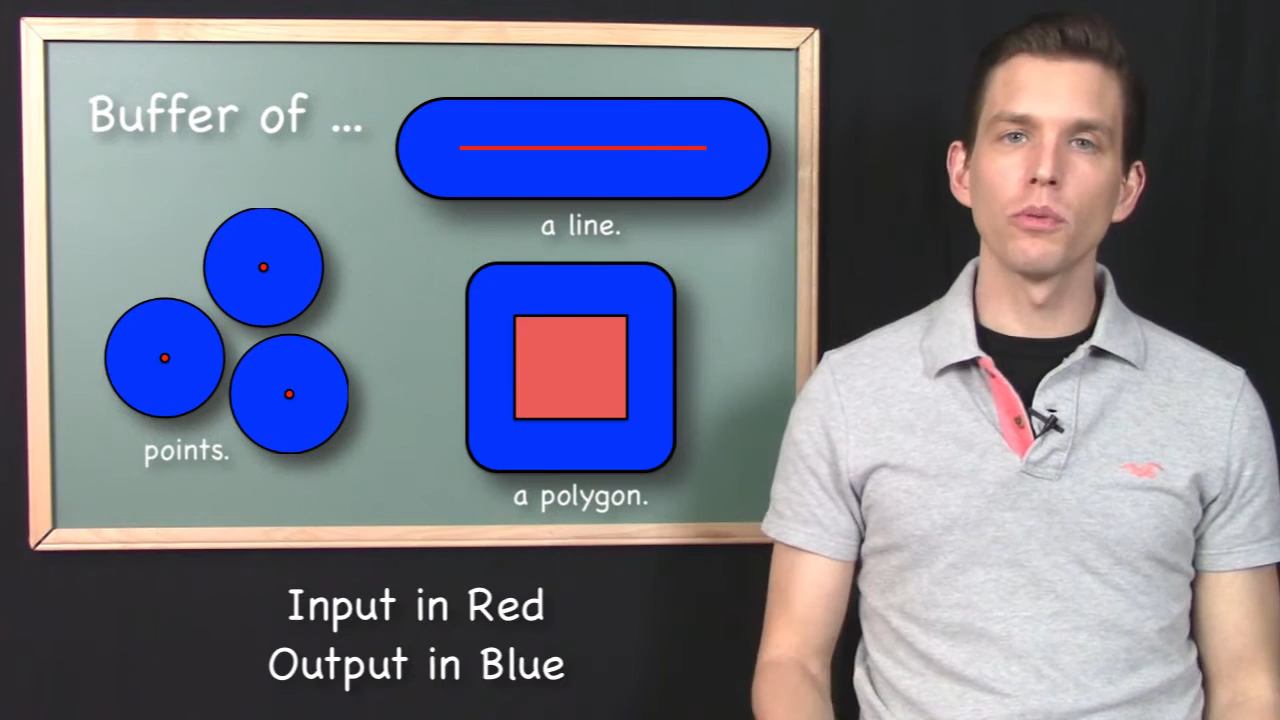 Buffer of ...
a line.
points.
a polygon.
Input in Red
Output in Blue